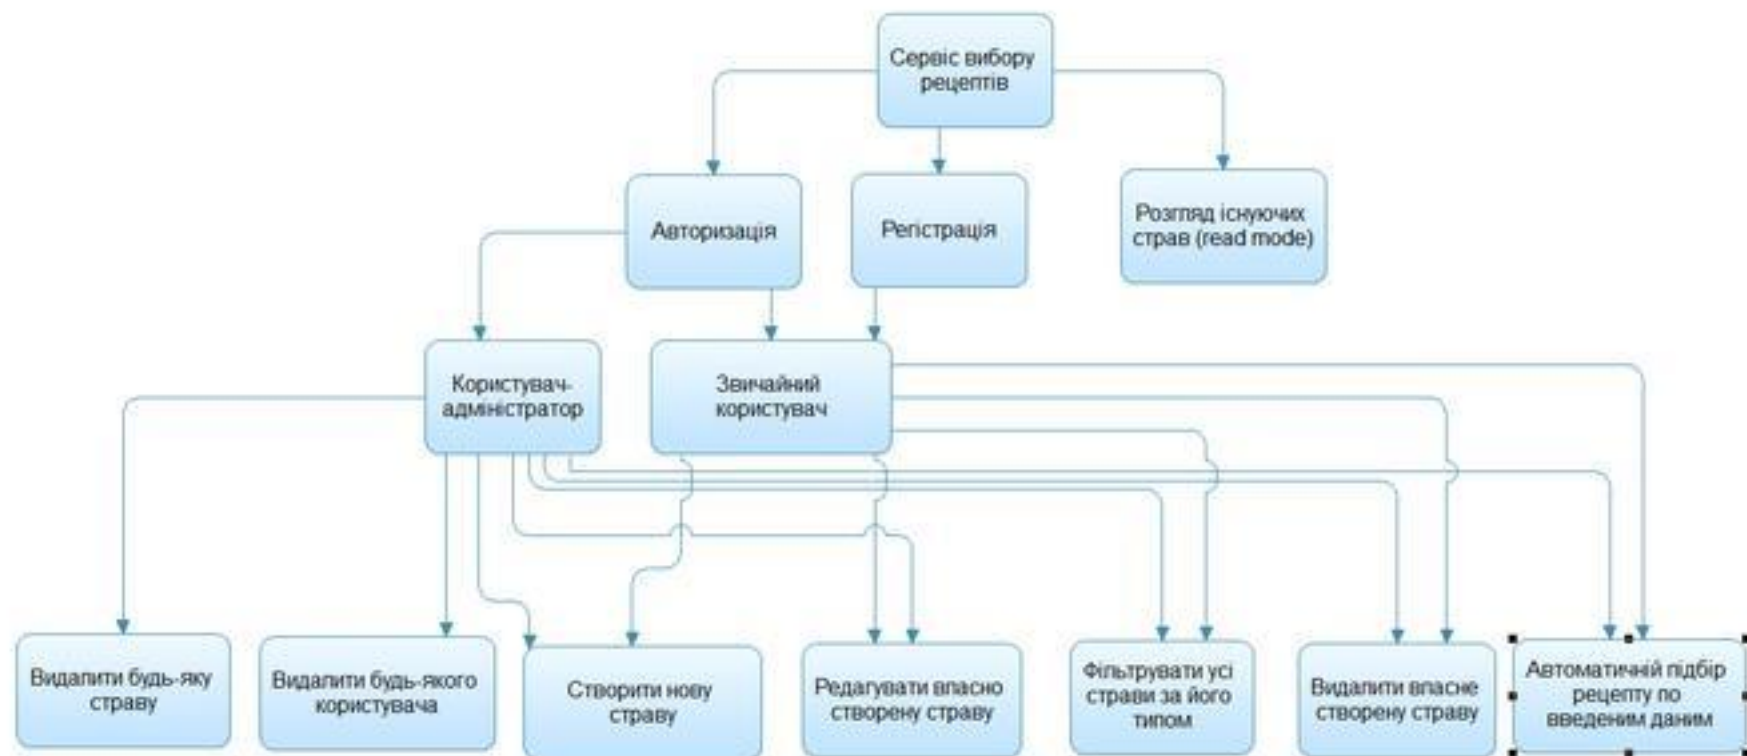 Сервіс вибору
рецептів
Авторизація
Регістрація
Розгляд існуючих
страв (read mode)
Користувач-
адміністратор
Звичайний
користувач
Видалити будь-яку
страву
Видалити будь-якого
користувача
Створити нову
страву
Редагувати власно
створену страву
Фільтрувати усі
страви за його
типом
Видалити власне
створену страву
Автоматичній підбір
рецепту по
введеним даним